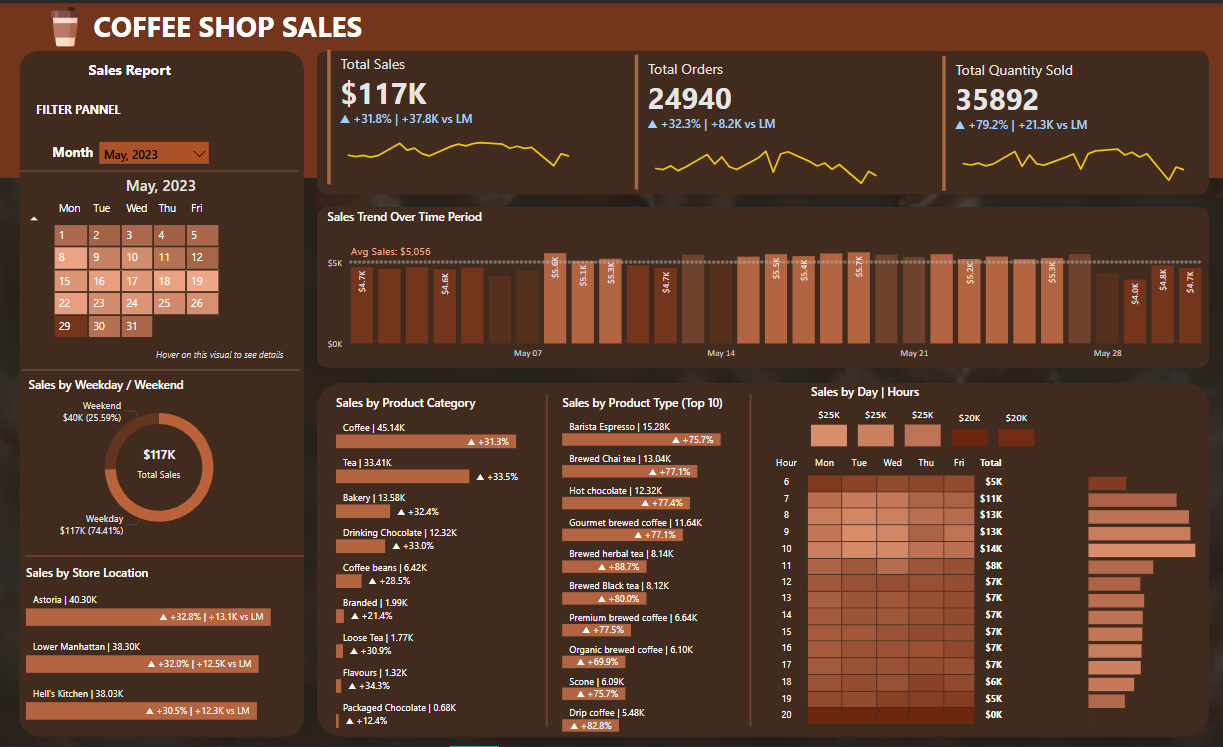 COFFEE SHOP SALES
Sales Report
FILTER PANNEL
Month May, 2023
May, 2023
Mon Tue Wed Thu Fri
1 2 3 4 5
8 9 10 11 12
15 16 17 18 19
22 23 24 25 26
29 30 31
Hover on this visual to see details
Sales by Weekday / Weekend
Weekend
$40K (25.59%)
$117K
Total Sales
Weekday
$117K (74.41%)
Sales by Store Location
Astoria | 40.30K
▲ +32.8% | +13.1K vs LM
Lower Manhattan | 38.30K
▲ +32.0% | +12.5K vs LM
Hell's Kitchen | 38.03K
▲ +30.5% | +12.3K vs LM
Total Sales
$117K
▲ +31.8% | +37.8K vs LM
Total Orders
24940
▲ +32.3% | +8.2K vs LM
Total Quantity Sold
35892
▲ +79.2% | +21.3K vs LM
Sales Trend Over Time Period
Avg Sales: $5,056
$5K
$4.7K $4.6K $5.6K $5.1K $5.3K $4.7K $5.5K $5.4K $5.7K $5.2K $5.3K $4.0K $4.8K $4.7K
$0K
May 07 May 14 May 21 May 28
Sales by Product Category
Coffee | 45.14K
▲ +31.3%
Tea | 33.41K
▲ +33.5%
Bakery | 13.58K
▲ +32.4%
Drinking Chocolate | 12.32K
▲ +33.0%
Coffee beans | 6.42K
▲ +28.5%
Branded | 1.99K
▲ +21.4%
Loose Tea | 1.77K
▲ +30.9%
Flavours | 1.32K
▲ +34.3%
Packaged Chocolate | 0.68K
▲ +12.4%
Sales by Product Type (Top 10)
Barista Espresso | 15.28K
▲ +75.7%
Brewed Chai tea | 13.04K
▲ +77.1%
Hot chocolate | 12.32K
▲ +77.4%
Gourmet brewed coffee | 11.64K
▲ +77.1%
Brewed herbal tea | 8.14K
▲ +88.7%
Brewed Black tea | 8.12K
▲ +80.0%
Premium brewed coffee | 6.64K
▲ +77.5%
Organic brewed coffee | 6.10K
▲ +69.9%
Scone | 6.09K
▲ +75.7%
Drip coffee | 5.48K
▲ +82.8%
Sales by Day | Hours
$25K $25K $25K $20K $20K
Hour Mon Tue Wed Thu Fri Total
6 $5K
7 $11K
8 $13K
9 $13K
10 $14K
11 $8K
12 $7K
13 $7K
14 $7K
15 $7K
16 $7K
17 $7K
18 $6K
19 $5K
20 $0K